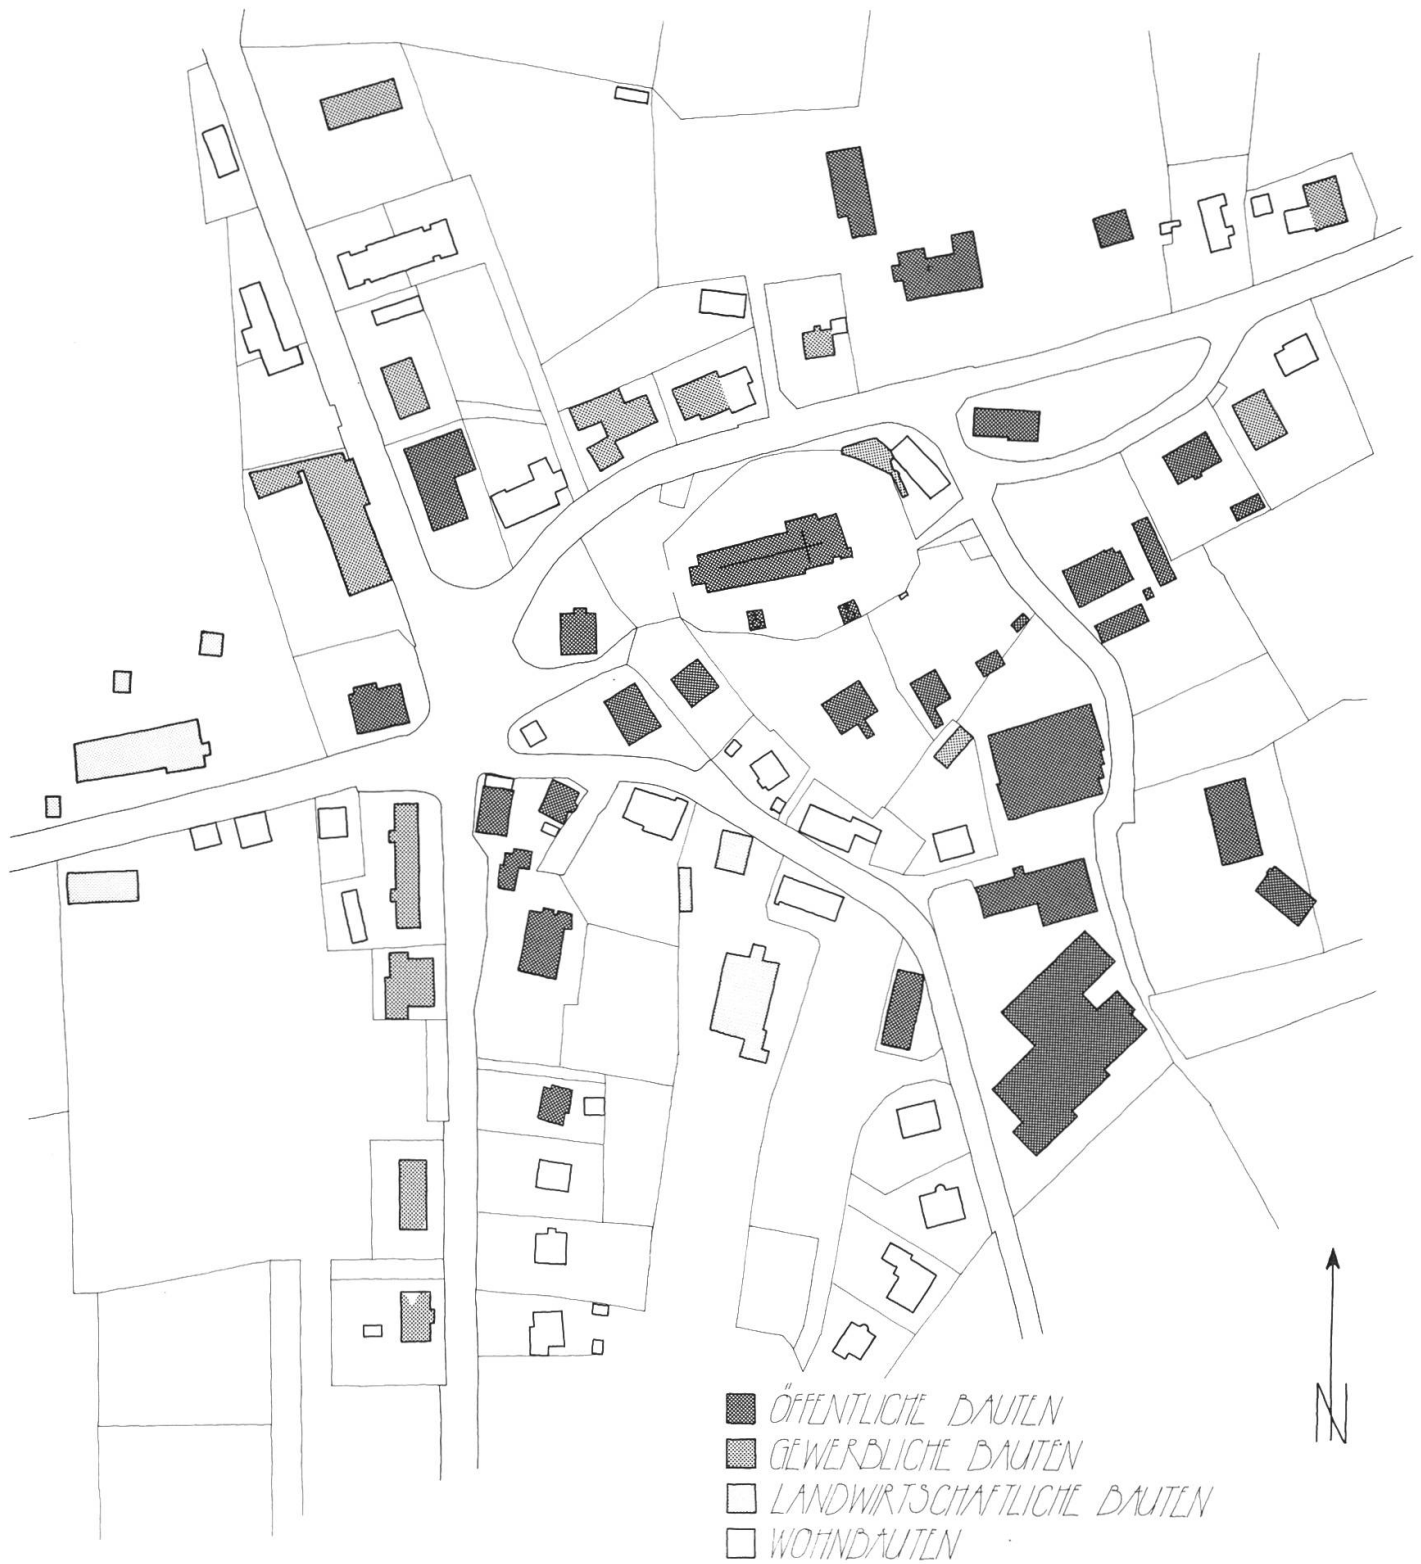 N
ÖFFENTLICHE BAUTEN
GEWERBLICHE BAUTEN
LANDWIRTSCHAFTLICHE BAUTEN
WOHNBAUTEN